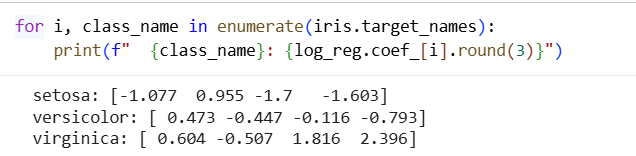 for i, class_name in enumerate(iris.target_names):
    print(f"  {class_name}: {log_reg.coef_[i].round(3)}")
  setosa: [-1.077  0.955 -1.7   -1.603]
  versicolor: [ 0.473 -0.447 -0.116 -0.793]
  virginica: [ 0.604 -0.507  1.816  2.396]